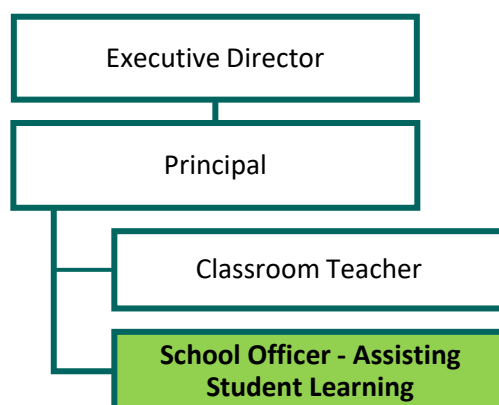 Executive Director
Principal
Classroom Teacher
School Officer - Assisting
Student Learning